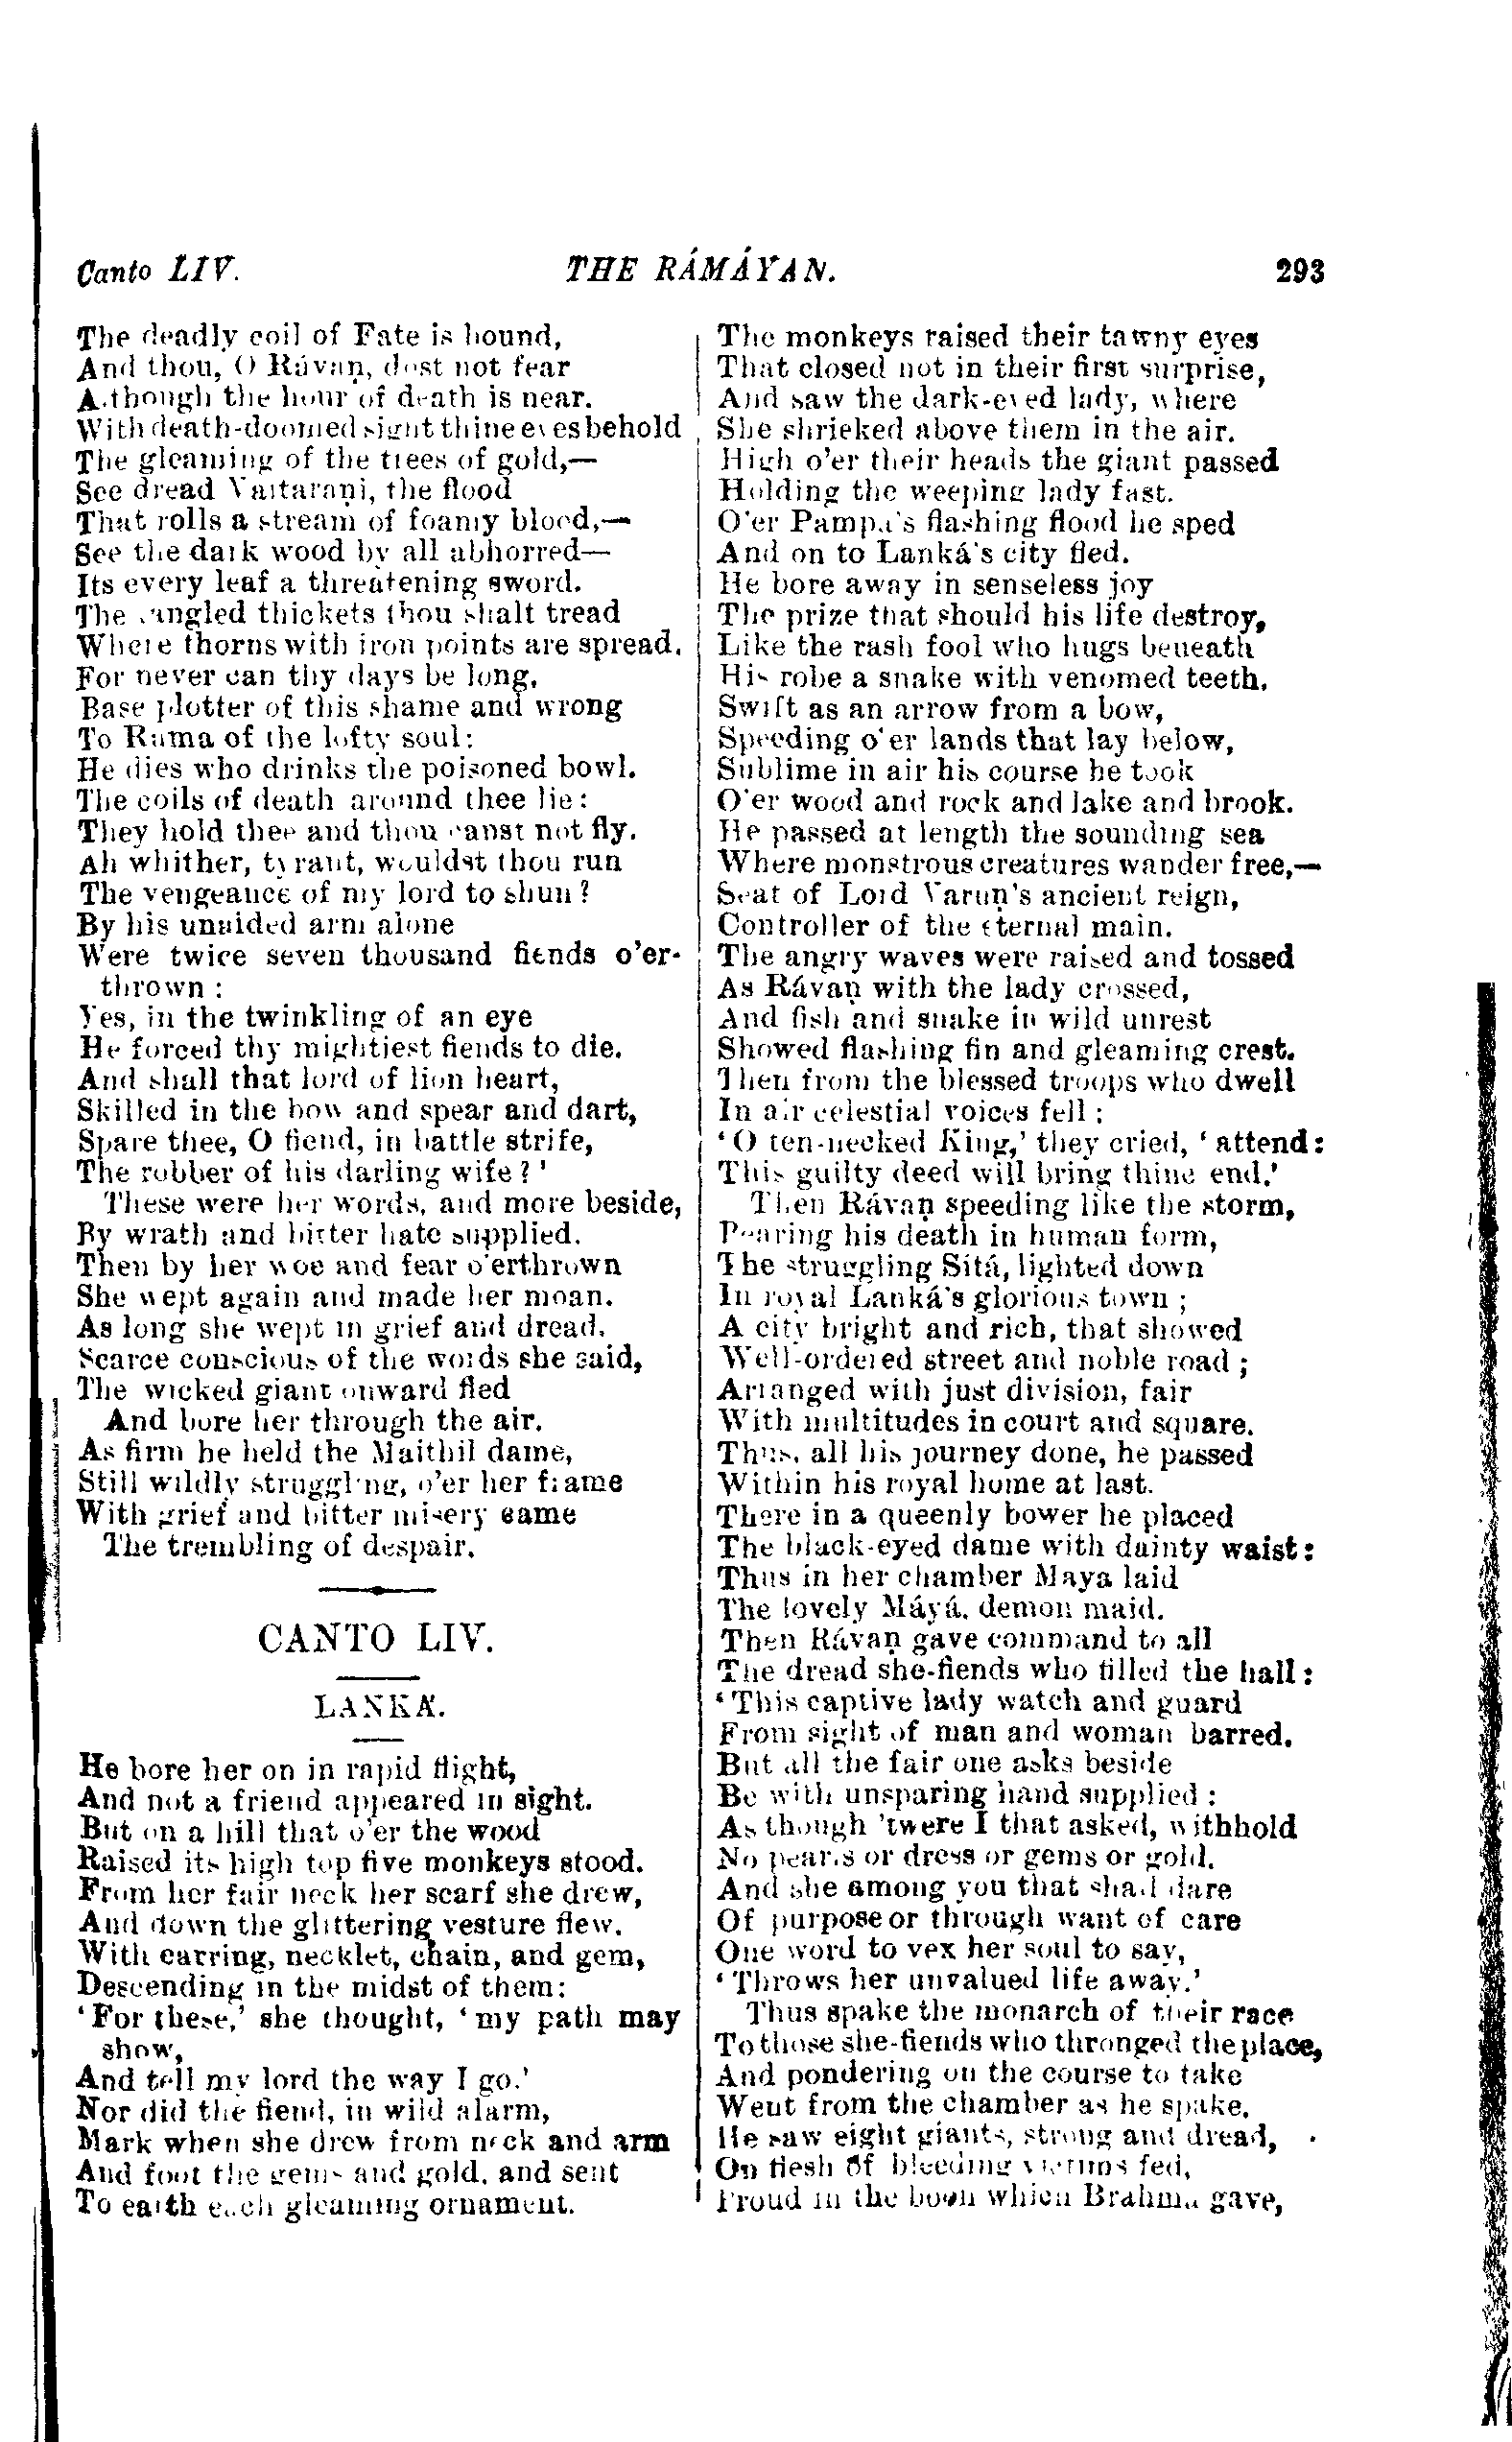 Canto LIV.
THE RÁMÁYAN.
293
The deadly coil of Fate is bound,
And thou, O Rávaṇ, dost not fear
Although the hour of death is near.
With death-doomed sight thine eyes behold
The gleaming of the trees of gold,—
See dread Vaitaraṇi, the flood
That rolls a stream of foamy blood,—
See the dark wood by all abhorred—
Its every leaf a threatening sword.
The tangled thickets thou shalt tread
Where thorns with iron points are spread.
For never can thy days be long,
Base plotter of this shame and wrong
To Ráma of the lofty soul:
He dies who drinks the poisoned bowl.
The coils of death around thee lie:
They hold thee and thou canst not fly.
Ah whither, tyrant, wouldst thou run
The vengeance of my lord to shun?
By his unaided arm alone
Were twice seven thousand fiends o'er-
thrown:
Yes, in the twinkling of an eye
He forced thy mightiest fiends to die.
And shall that lord of lion heart,
Skilled in the bow and spear and dart,
Spare thee, O fiend, in battle strife,
The robber of his darling wife?'
These were her words, and more beside,
By wrath and bitter hate supplied.
Then by her woe and fear o'erthrown
She wept again and made her moan.
As long she wept in grief and dread,
Scarce conscious of the words she said,
The wicked giant onward fled
And bore her through the air.
As firm he held the Maithil dame,
Still wildly struggling, o'er her frame
With grief and bitter misery came
The trembling of despair.
CANTO LIV.
LANKÁ.
He bore her on in rapid flight,
And not a friend appeared in sight.
But on a hill that o'er the wood
Raised its high top five monkeys stood.
From her fair neck her scarf she drew,
And down the glittering vesture flew.
With earring, necklet, chain, and gem,
Descending in the midst of them:
'For these,' she thought, 'my path may
show,
And tell my lord the way I go.'
Nor did the fiend, in wild alarm,
Mark when she drew from neck and arm
And foot the gems and gold, and sent
To earth each gleaming ornament.
The monkeys raised their tawny eyes
That closed not in their first surprise,
And saw the dark-eyed lady, where
She shrieked above them in the air.
High o'er their heads the giant passed
Holding the weeping lady fast.
O'er Pampa's flashing flood he sped
And on to Lanká's city fled.
He bore away in senseless joy
The prize that should his life destroy,
Like the rash fool who hugs beneath
His robe a snake with venomed teeth.
Swift as an arrow from a bow,
Speeding o'er lands that lay below,
Sublime in air his course he took
O'er wood and rock and lake and brook.
He passed at length the sounding sea
Where monstrous creatures wander free,—
Seat of Lord Varuṇ's ancient reign,
Controller of the eternal main.
The angry waves were raised and tossed
As Rávaṇ with the lady crossed,
And fish and snake in wild unrest
Showed flashing fin and gleaming crest.
Then from the blessed troops who dwell
In air celestial voices fell:
'O ten-necked King,' they cried, 'attend:
This guilty deed will bring thine end.'
Then Rávaṇ speeding like the storm,
Bearing his death in human form,
The struggling Sítá, lighted down
In royal Lanká's glorious town;
A city bright and rich, that showed
Well-ordered street and noble road;
Arranged with just division, fair
With multitudes in court and square.
Thus, all his journey done, he passed
Within his royal home at last.
There in a queenly bower he placed
The black-eyed dame with dainty waist:
Thus in her chamber Maya laid
The lovely Máyá, demon maid.
Then Rávaṇ gave command to all
The dread she-fiends who filled the hall:
'This captive lady watch and guard
From sight of man and woman barred.
But all the fair one asks beside
Be with unsparing hand supplied:
As though 'twere I that asked, withhold
No pearls or dress or gems or gold.
And she among you that shall dare
Of purpose or through want of care
One word to vex her soul to say,
'Throws her unvalued life away.'
Thus spake the monarch of their race
To those she-fiends who thronged the place,
And pondering on the course to take
Went from the chamber as he spake.
He saw eight giants, strong and dread,
On flesh of bleeding victims fed,
Proud in the boon which Brahmá gave,